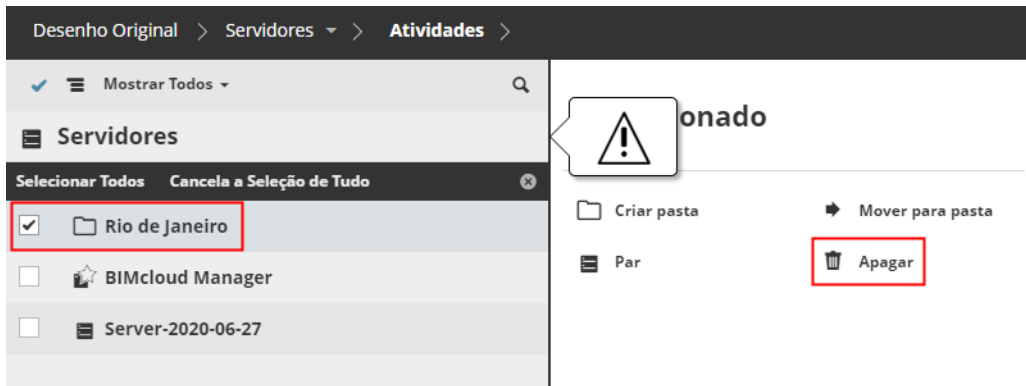 Desenho Original > Servidores > Atividades >
Mostrar Todos
Servidores
Selecionar Todos Cancela a Seleção de Tudo
Rio de Janeiro
BIMcloud Manager
Server-2020-06-27
onado
Criar pasta Mover para pasta
Par Apagar